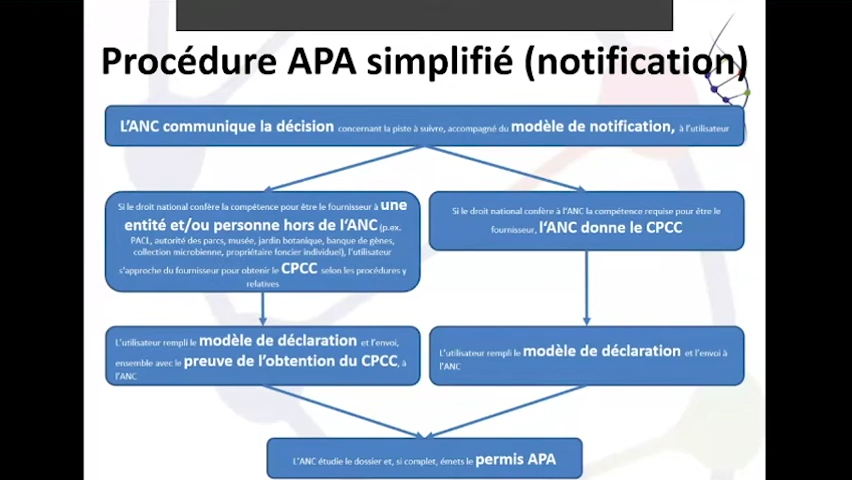 Procédure APA simplifié (notification)
L'ANC communique la décision concernant la piste à suivre, accompagné du modèle de notification, à l'utilisateur
Si le droit national confère la compétence pour être le fournisseur à une
entité et/ou personne hors de l'ANC (p.ex.
PACL, autorité des parcs, musée, jardin botanique, banque de gènes,
collection microbienne, propriétaire foncier individuel), l'utilisateur
s'approche du fournisseur pour obtenir le CPCC selon les procédures y
relatives
Si le droit national confère à l'ANC la compétence requise pour être le
fournisseur, l'ANC donne le CPCC
L'utilisateur rempli le modèle de déclaration et l'envoi,
ensemble avec le preuve de l'obtention du CPCC, à
l'ANC
L'utilisateur rempli le modèle de déclaration et l'envoi à
l'ANC
L'ANC étudie le dossier et, si complet, émets le permis APA